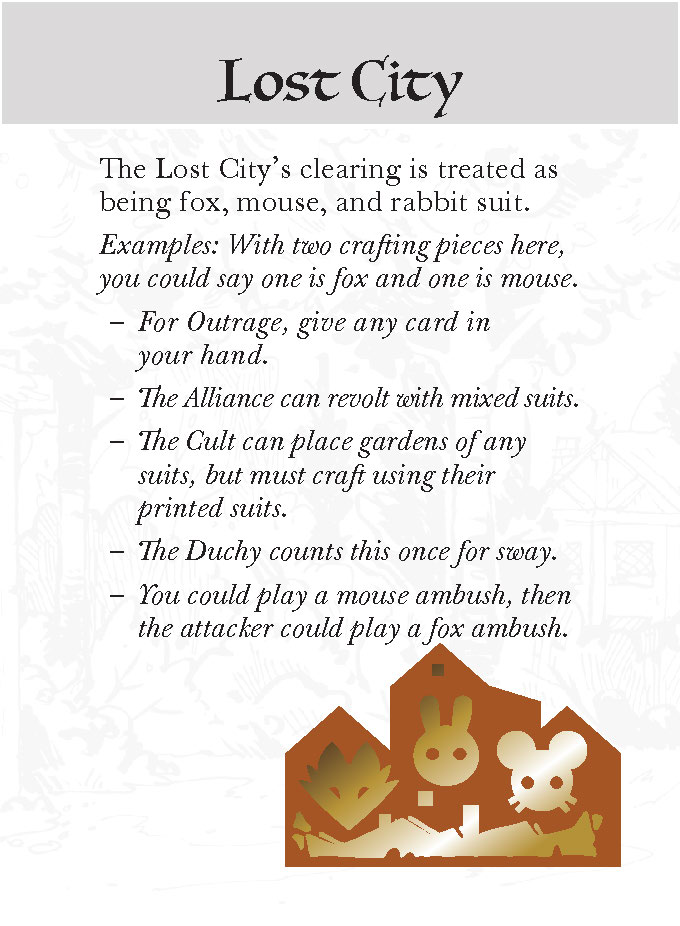 Lost City
The Lost City’s clearing is treated as
being fox, mouse, and rabbit suit.
Examples: With two crafting pieces here,
you could say one is fox and one is mouse.
– For Outrage, give any card in
your hand.
– The Alliance can revolt with mixed suits.
– The Cult can place gardens of any
suits, but must craft using their
printed suits.
– The Duchy counts this once for sway.
– You could play a mouse ambush, then
the attacker could play a fox ambush.